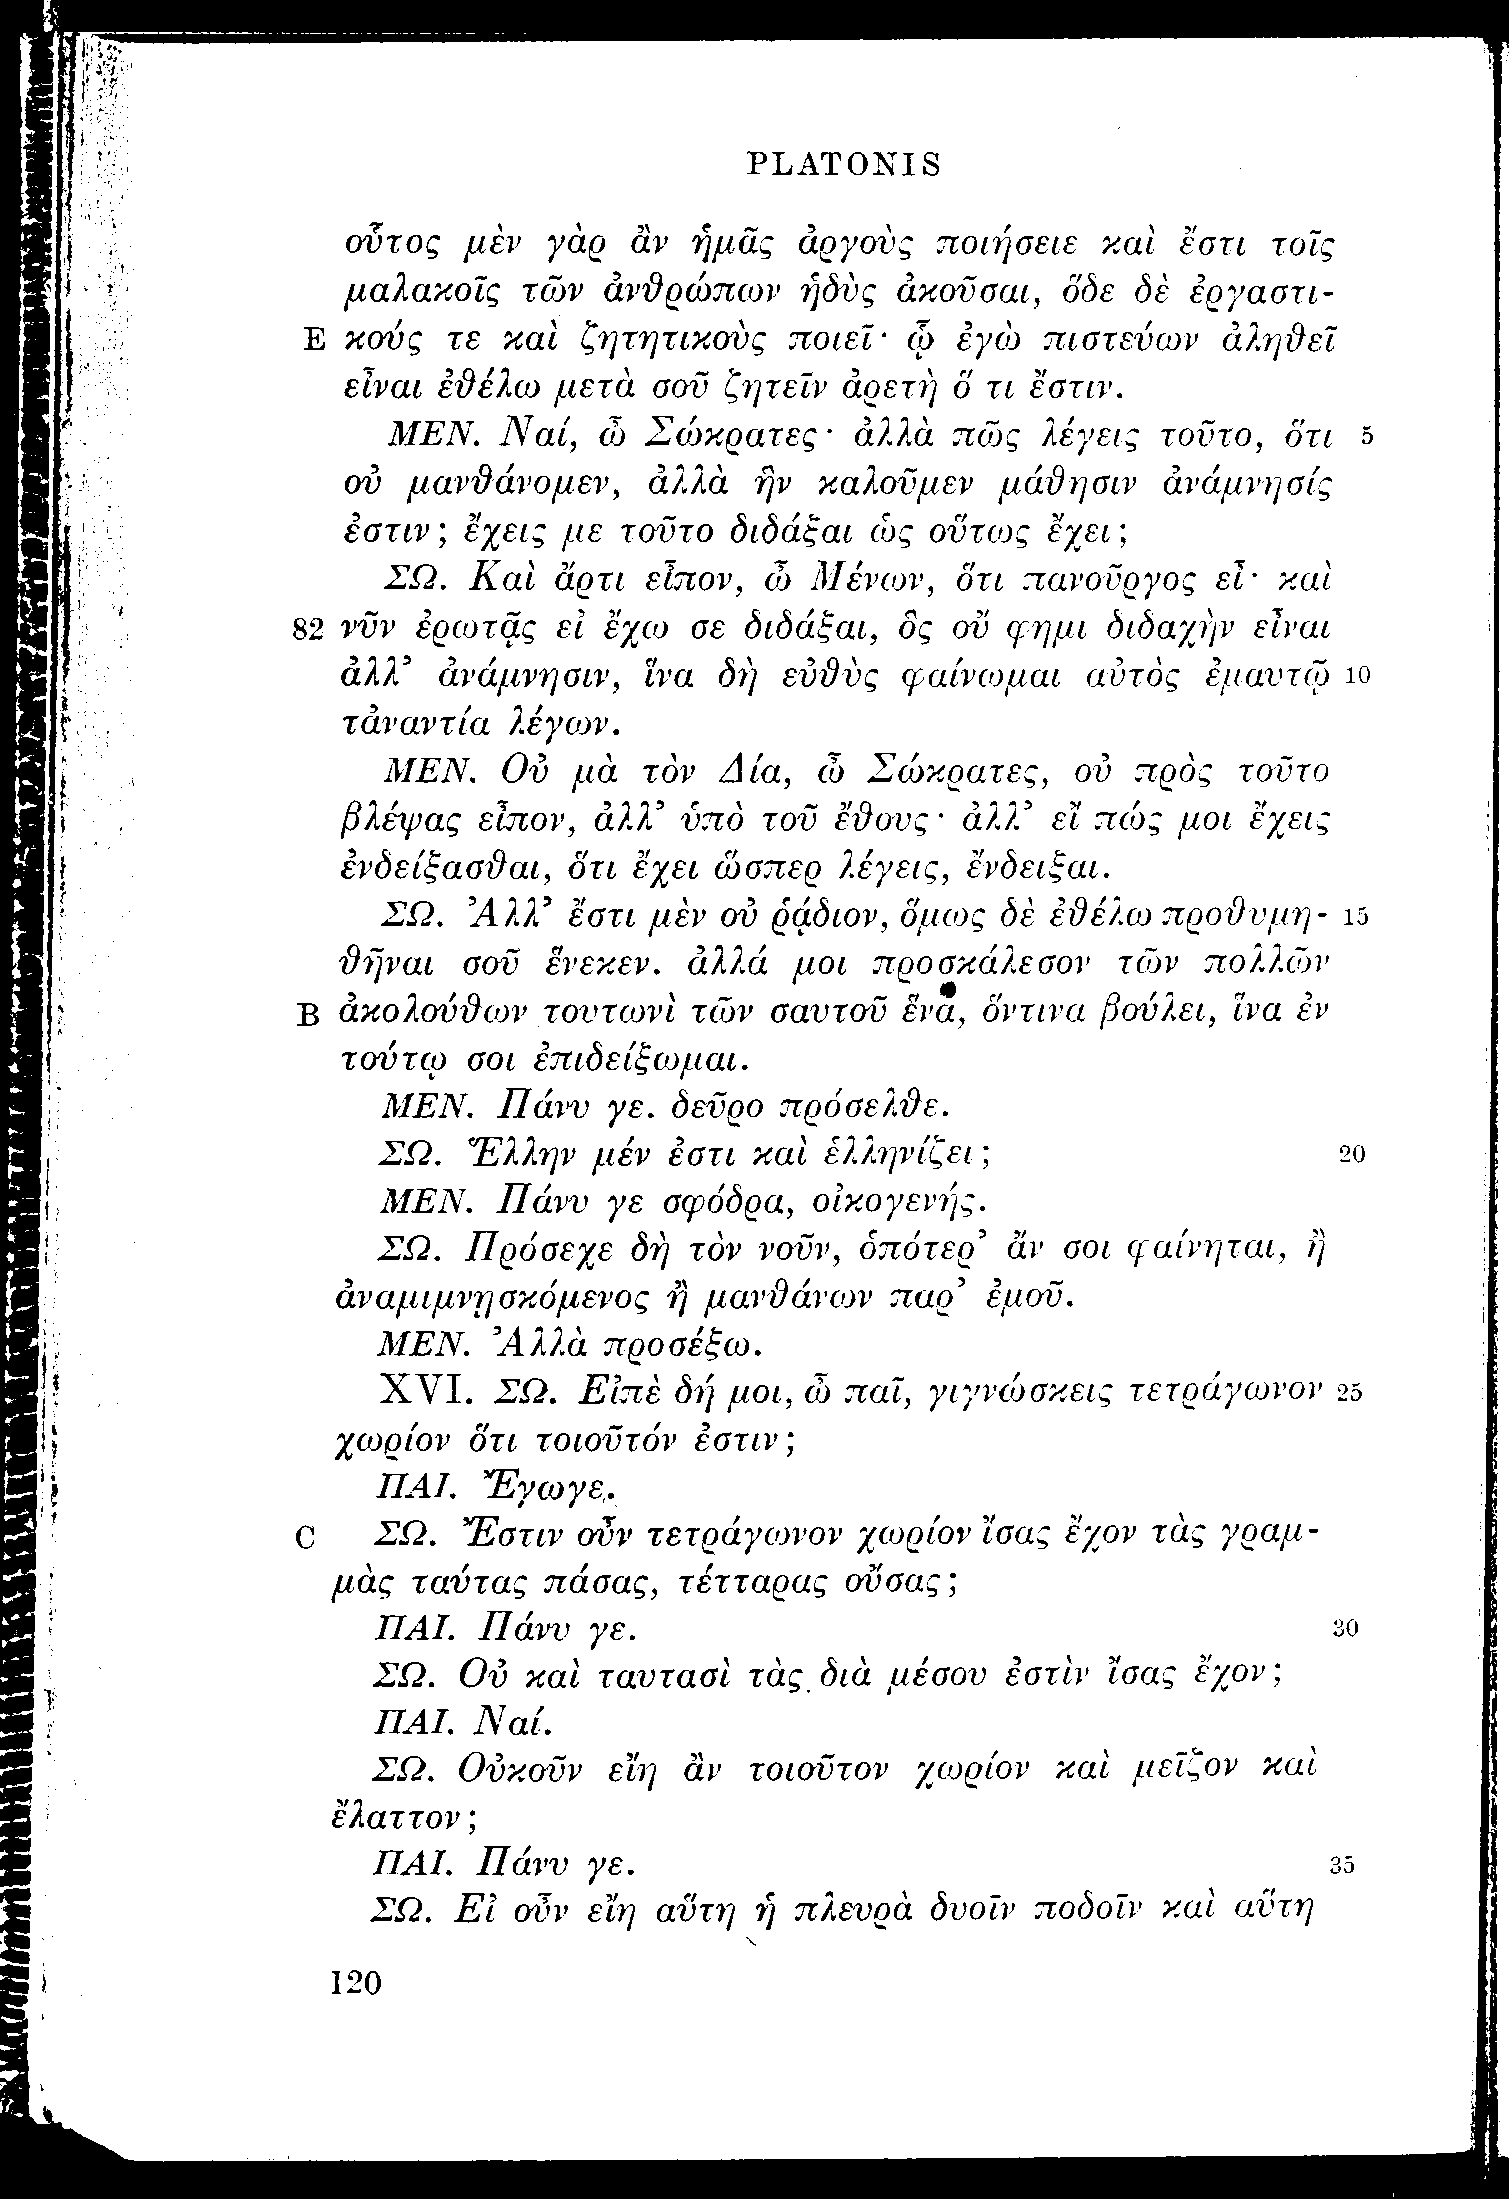 PLATONIS
οὗτος μὲν γὰρ ἂν ἡμᾶς ἀργοὺς ποιήσειε καὶ ἔστι τοῖς
μαλακοῖς τῶν ἀνθρώπων ἡδὺς ἀκοῦσαι, ὅδε δὲ ἐργαστι-
E κούς τε καὶ ζητητικοὺς ποιεῖ· ᾧ ἐγὼ πιστεύων ἀληθεῖ
εἶναι ἐθέλω μετὰ σοῦ ζητεῖν ἀρετὴ ὅ τι ἔστιν.
ΜΕΝ. Ναί, ὦ Σώκρατες· ἀλλὰ πῶς λέγεις τοῦτο, ὅτι 5
οὐ μανθάνομεν, ἀλλὰ ἣν καλοῦμεν μάθησιν ἀνάμνησίς
ἐστιν; ἔχεις με τοῦτο διδάξαι ὡς οὕτως ἔχει;
ΣΩ. Καὶ ἄρτι εἶπον, ὦ Μένων, ὅτι πανοῦργος εἶ· καὶ
82 νῦν ἐρωτᾷς εἰ ἔχω σε διδάξαι, ὃς οὔ φημι διδαχὴν εἶναι
ἀλλ’ ἀνάμνησιν, ἵνα δὴ εὐθὺς φαίνωμαι αὐτὸς ἐμαυτῷ 10
τἀναντία λέγων.
ΜΕΝ. Οὐ μὰ τὸν Δία, ὦ Σώκρατες, οὐ πρὸς τοῦτο
βλέψας εἶπον, ἀλλ’ ὑπὸ τοῦ ἔθους· ἀλλ’ εἴ πώς μοι ἔχεις
ἐνδείξασθαι, ὅτι ἔχει ὥσπερ λέγεις, ἔνδειξαι.
ΣΩ. Ἀλλ’ ἔστι μὲν οὐ ῥᾴδιον, ὅμως δὲ ἐθέλω προθυμη- 15
θῆναι σοῦ ἕνεκεν. ἀλλά μοι προσκάλεσον τῶν πολλῶν
B ἀκολούθων τουτωνὶ τῶν σαυτοῦ ἕνα, ὅντινα βούλει, ἵνα ἐν
τούτῳ σοι ἐπιδείξωμαι.
ΜΕΝ. Πάνυ γε. δεῦρο πρόσελθε.
ΣΩ. Ἕλλην μέν ἐστι καὶ ἑλληνίζει; 20
ΜΕΝ. Πάνυ γε σφόδρα, οἰκογενής.
ΣΩ. Πρόσεχε δὴ τὸν νοῦν, ὁπότερ’ ἄν σοι φαίνηται, ἢ
ἀναμιμνῃσκόμενος ἢ μανθάνων παρ’ ἐμοῦ.
ΜΕΝ. Ἀλλὰ προσέξω.
XVI. ΣΩ. Εἰπὲ δή μοι, ὦ παῖ, γιγνώσκεις τετράγωνον 25
χωρίον ὅτι τοιοῦτόν ἐστιν;
ΠΑΙ. Ἔγωγε.
C ΣΩ. Ἔστιν οὖν τετράγωνον χωρίον ἴσας ἔχον τὰς γραμ-
μὰς ταύτας πάσας, τέτταρας οὔσας;
ΠΑΙ. Πάνυ γε. 30
ΣΩ. Οὐ καὶ ταυτασὶ τὰς διὰ μέσου ἐστὶν ἴσας ἔχον;
ΠΑΙ. Ναί.
ΣΩ. Οὐκοῦν εἴη ἂν τοιοῦτον χωρίον καὶ μεῖζον καὶ
ἔλαττον;
ΠΑΙ. Πάνυ γε. 35
ΣΩ. Εἰ οὖν εἴη αὕτη ἡ πλευρὰ δυοῖν ποδοῖν καὶ αὕτη
120